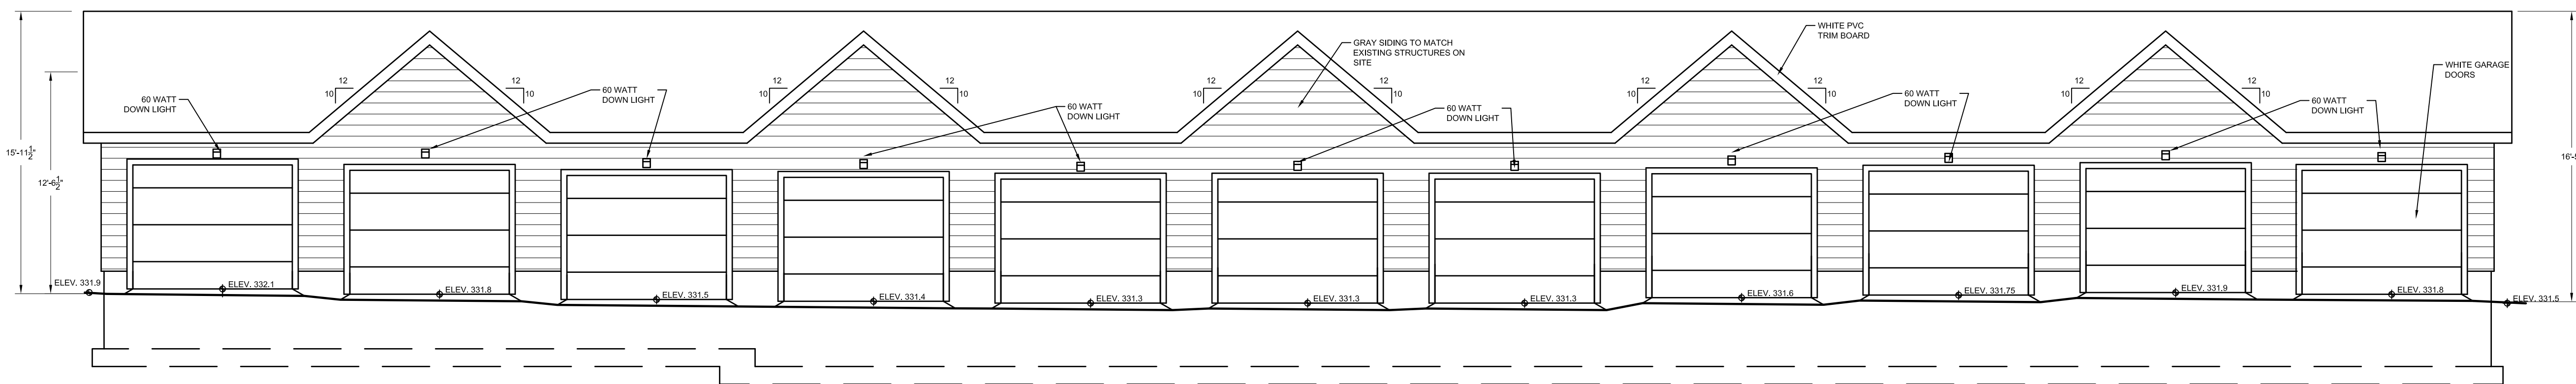 WHITE PVC
TRIM BOARD
GRAY SIDING TO MATCH
EXISTING STRUCTURES ON
SITE
WHITE GARAGE
DOORS
12
10
12
10
12
10
12
10
12
10
12
10
12
10
12
10
12
10
60 WATT
DOWN LIGHT
60 WATT
DOWN LIGHT
60 WATT
DOWN LIGHT
60 WATT
DOWN LIGHT
60 WATT
DOWN LIGHT
60 WATT
DOWN LIGHT
15'-11 1/2"
12'-6 1/2"
ELEV. 331.9
ELEV. 332.1
ELEV. 331.8
ELEV. 331.5
ELEV. 331.4
ELEV. 331.3
ELEV. 331.3
ELEV. 331.3
ELEV. 331.6
ELEV. 331.75
ELEV. 331.9
ELEV. 331.8
ELEV. 331.5